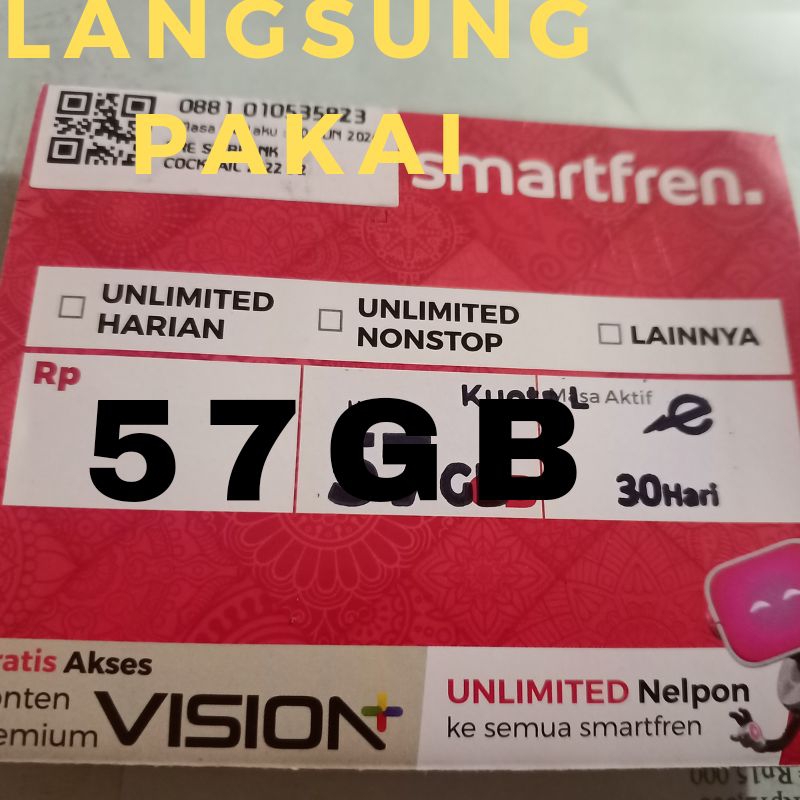 LANGSUNG
PAKAI
0881 010535823
smartfren.
UNLIMITED
HARIAN
UNLIMITED
NONSTOP
LAINNYA
Rp
Masa Aktif
57GB
30Hari
Akses
VISION+
UNLIMITED Nelpon
ke semua smartfren